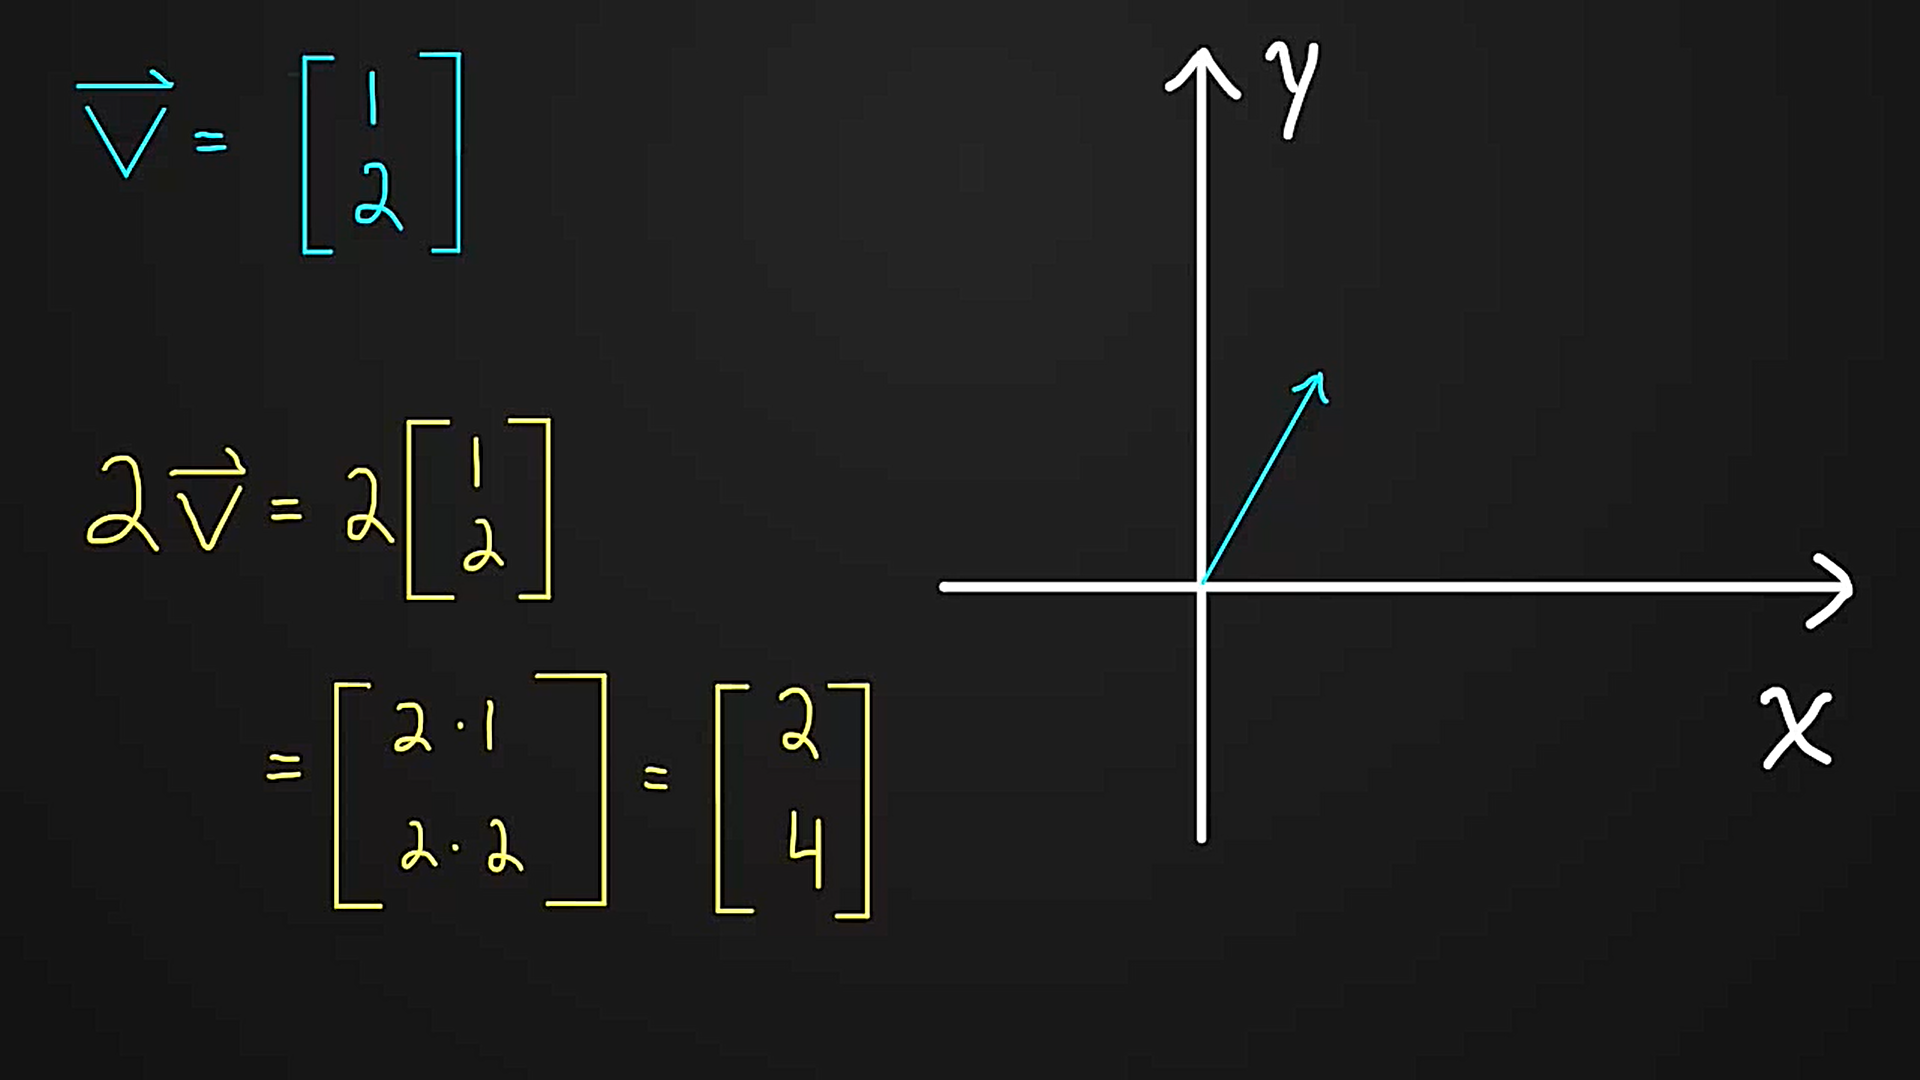 V⃗ = [ 1 2 ]
2V⃗ = 2 [ 1 2 ]
= [ 2·1 2·2 ] = [ 2 4 ]
y
x